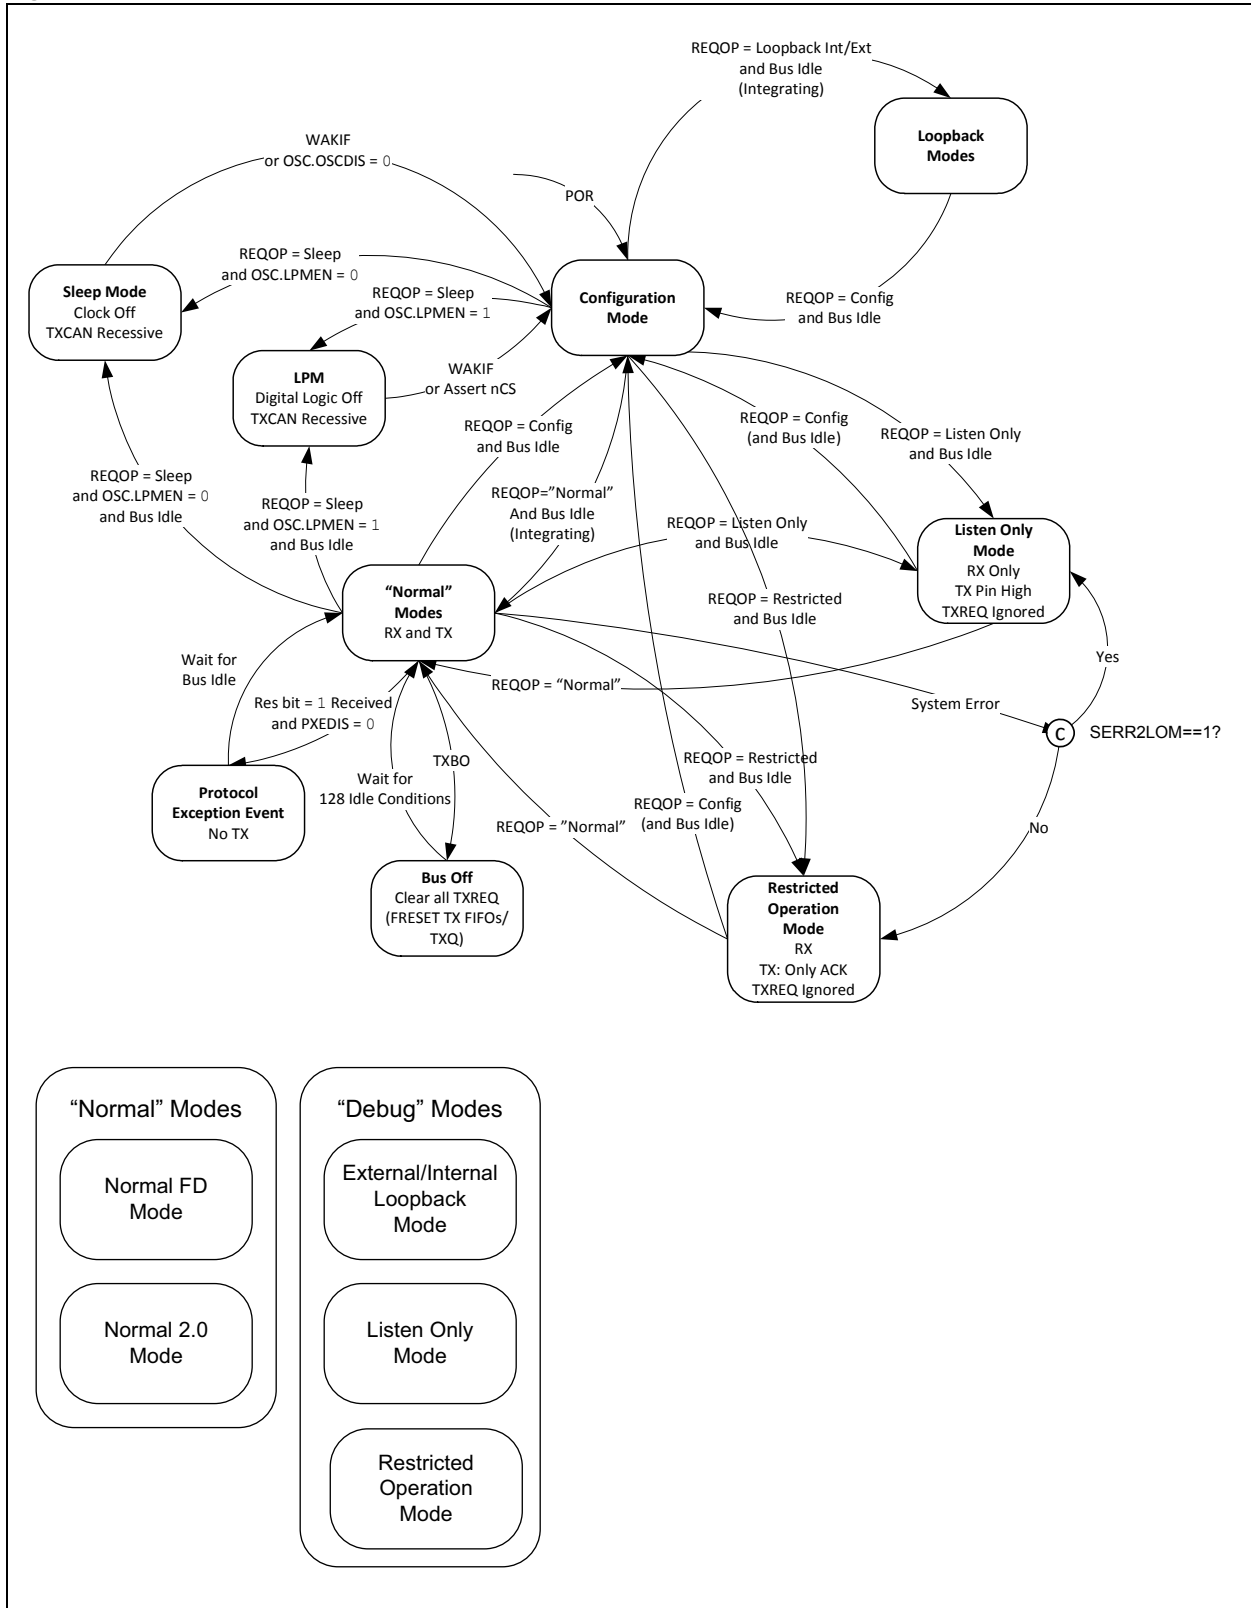 REQOP = Loopback Int/Ext
and Bus Idle
(Integrating)
Loopback
Modes
WAKIF
or OSC.OSCDIS = 0
POR
REQOP = Sleep
and OSC.LPMEN = 0
Sleep Mode
Clock Off
TXCAN Recessive
REQOP = Sleep
and OSC.LPMEN = 1
Configuration
Mode
REQOP = Config
and Bus Idle
LPM
Digital Logic Off
TXCAN Recessive
WAKIF
or Assert nCS
REQOP = Config
and Bus Idle
REQOP = Config
(and Bus Idle)
REQOP = Listen Only
and Bus Idle
REQOP = Sleep
and OSC.LPMEN = 0
and Bus Idle
REQOP = Sleep
and OSC.LPMEN = 1
and Bus Idle
REQOP=”Normal”
And Bus Idle
(Integrating)
REQOP = Listen Only
and Bus Idle
Listen Only
Mode
RX Only
TX Pin High
TXREQ Ignored
“Normal”
Modes
RX and TX
REQOP = Restricted
and Bus Idle
Wait for
Bus Idle
REQOP = “Normal”
Yes
Res bit = 1 Received
and PXEDIS = 0
System Error
C
SERR2LOM==1?
TXBO
REQOP = Restricted
and Bus Idle
Protocol
Exception Event
No TX
Wait for
128 Idle Conditions
REQOP = Config
(and Bus Idle)
REQOP = ”Normal”
No
Bus Off
Clear all TXREQ
(FRESET TX FIFOs/
TXQ)
Restricted
Operation
Mode
RX
TX: Only ACK
TXREQ Ignored
“Normal” Modes
Normal FD
Mode
Normal 2.0
Mode
“Debug” Modes
External/Internal
Loopback
Mode
Listen Only
Mode
Restricted
Operation
Mode